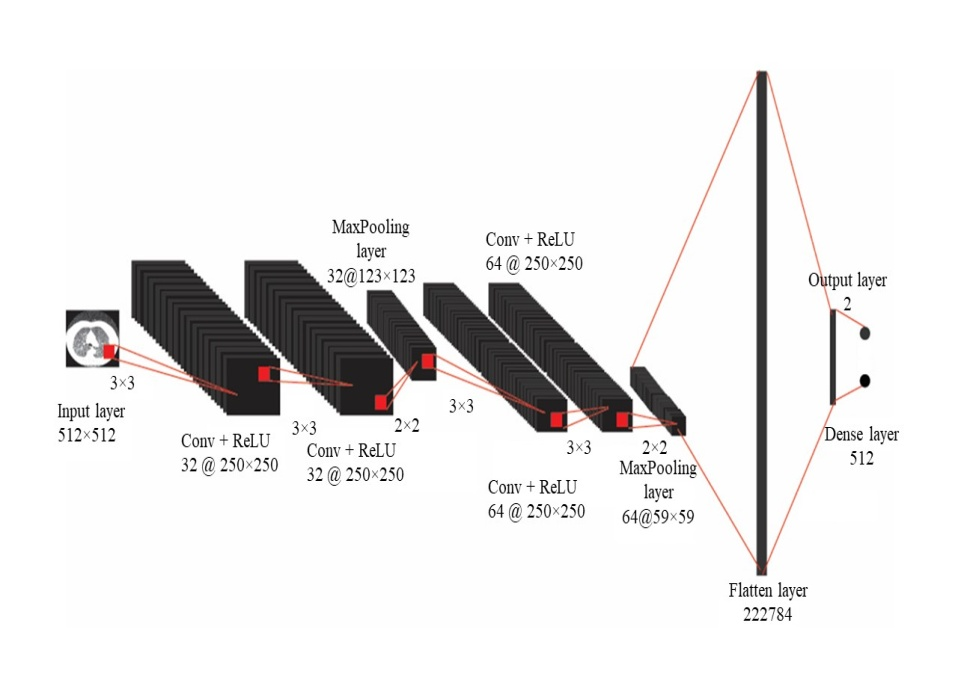 MaxPooling
layer
32@123×123
Conv + ReLU
64 @ 250×250
Output layer
2
3×3
Input layer
512×512
3×3
Conv + ReLU
32 @ 250×250
2×2
Conv + ReLU
32 @ 250×250
3×3
3×3
Conv + ReLU
64 @ 250×250
2×2
MaxPooling
layer
64@59×59
Dense layer
512
Flatten layer
222784